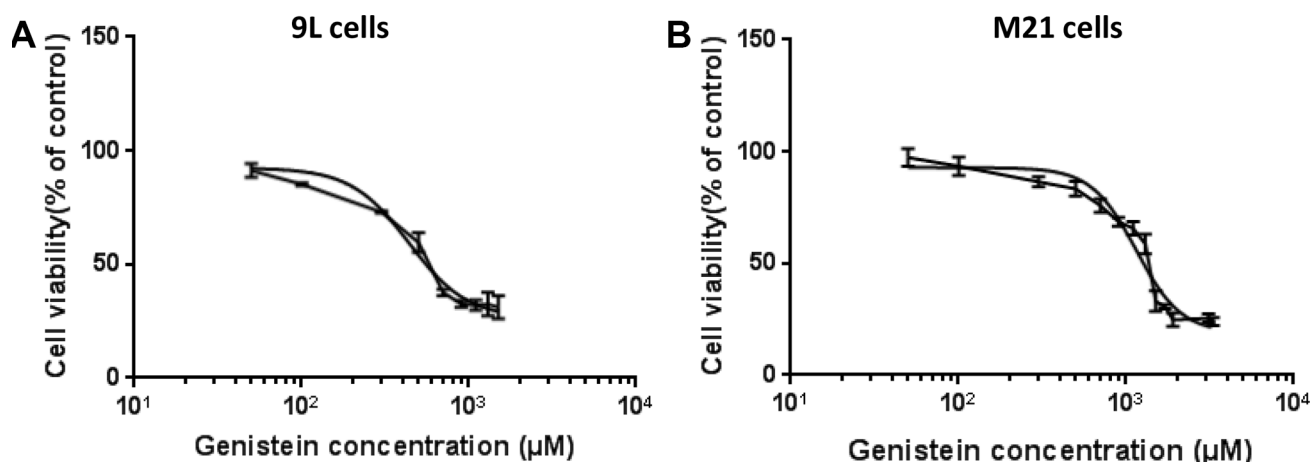 A
9L cells
150
100
50
0
Cell viability(% of control)
10¹
10²
10³
10⁴
Genistein concentration (µM)
B
M21 cells
150
100
50
0
Cell viability(% of control)
10¹
10²
10³
10⁴
Genistein concentration (µM)